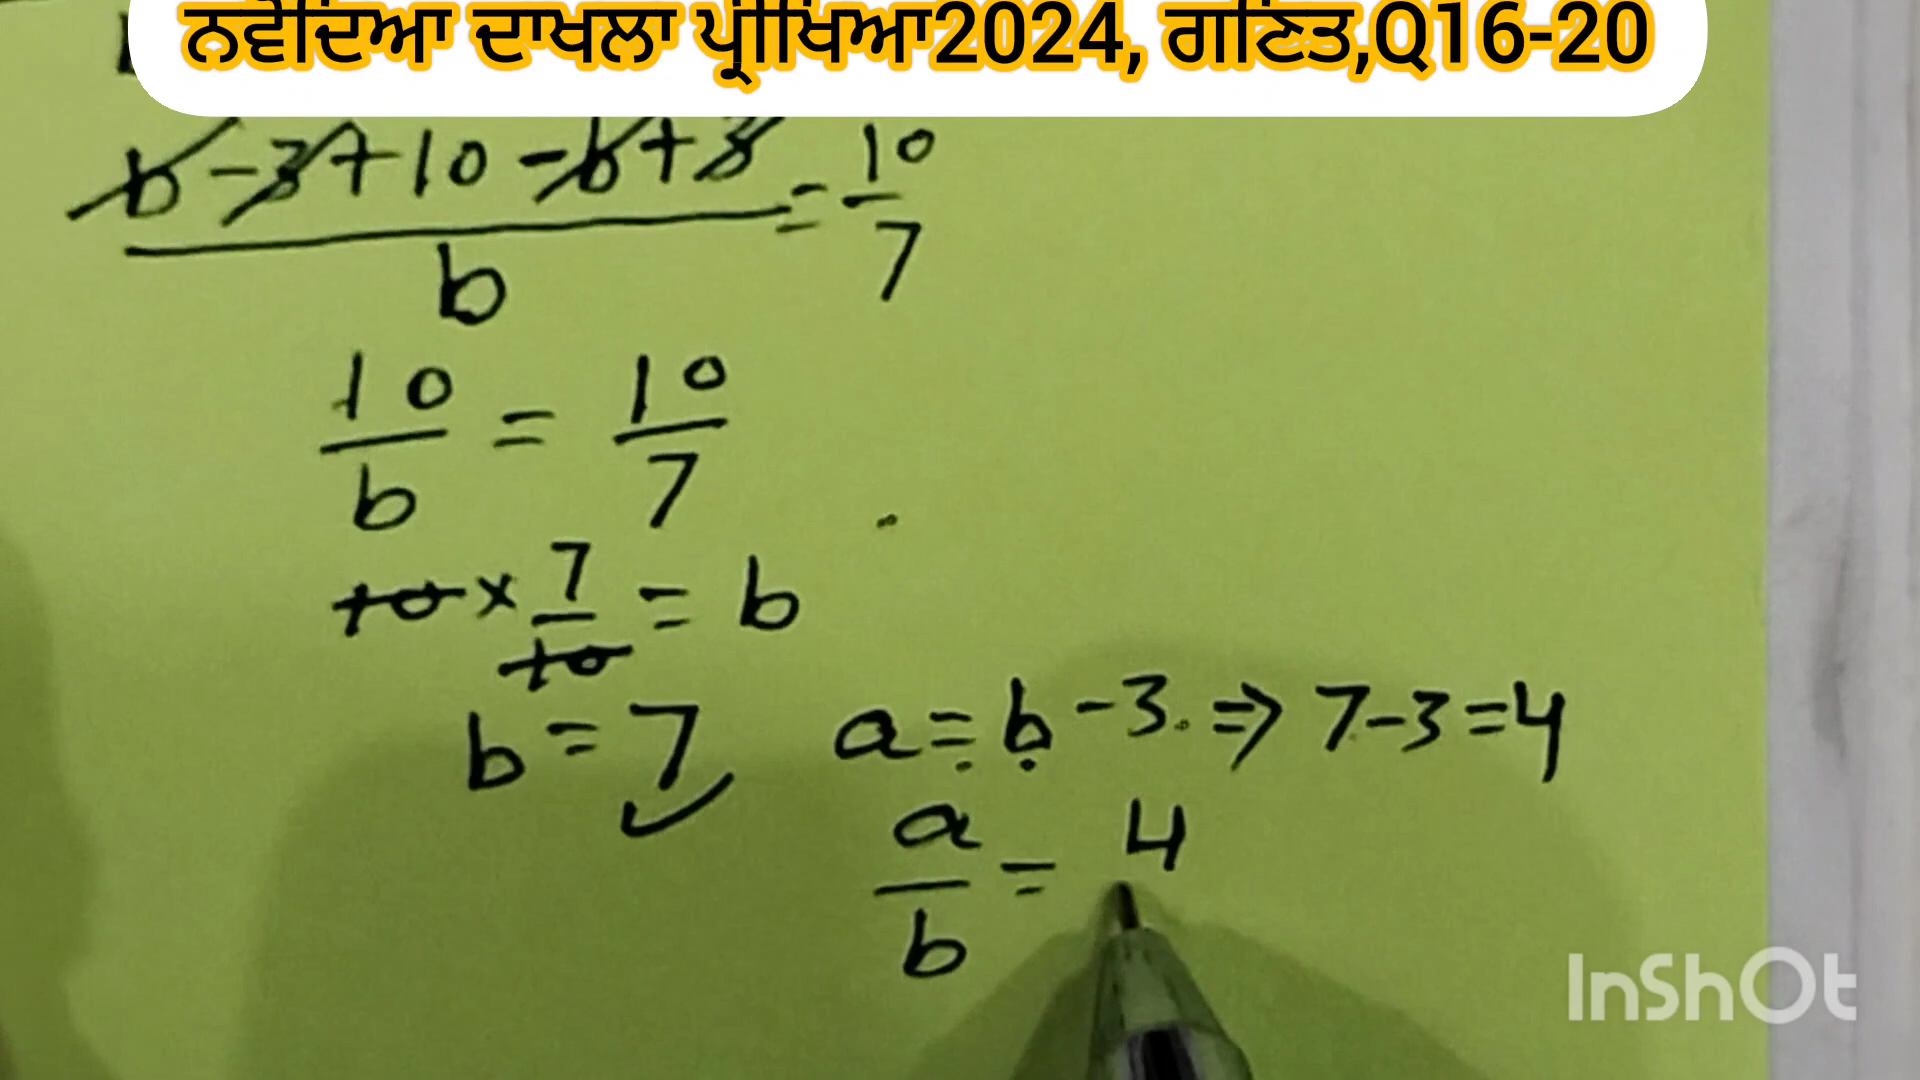 ਨਵੋਦਿਆ ਦਾਖਲਾ ਪ੍ਰੀਖਿਆ2024, ਗਣਿਤ,Q16-20
b-3+10-b+3 = 10
b 7
10 = 10
b 7
10 × 7 = b
10
b = 7 a = b - 3. ⇒ 7-3=4
a = 4
b
InShOt